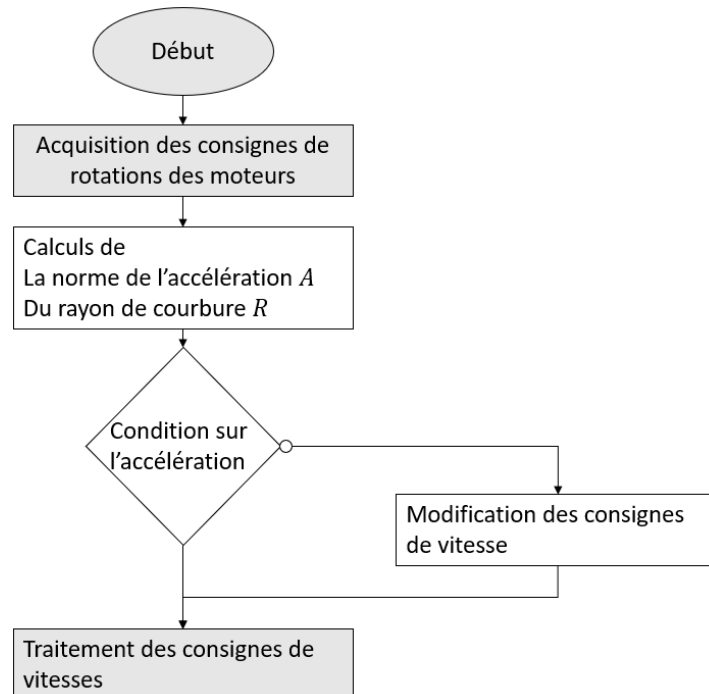 Début
Acquisition des consignes de
rotations des moteurs
Calculs de
La norme de l'accélération A
Du rayon de courbure R
Condition sur
l'accélération
Modification des consignes
de vitesse
Traitement des consignes de
vitesses